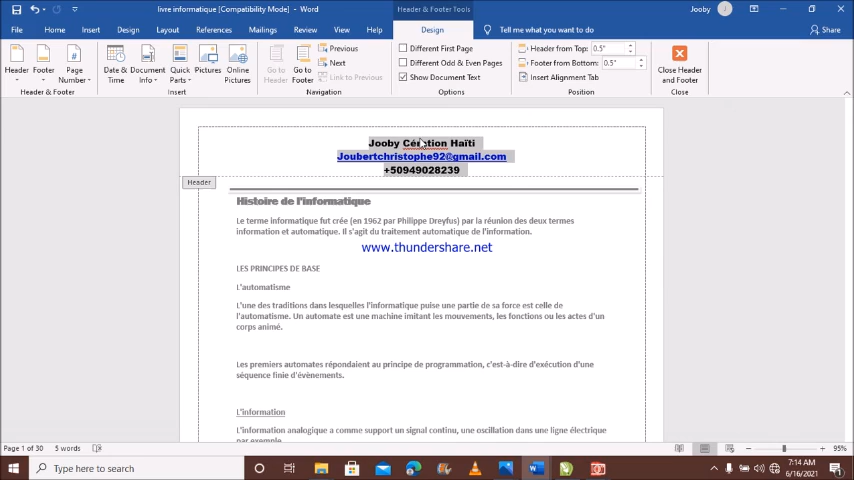 livre informatique [Compatibility Mode] - Word
Header & Footer Tools
Jooby
J
File Home Insert Design Layout References Mailings Review View Help Design Tell me what you want to do Share
Header
Footer
Page Number
Header & Footer
Date & Time
Document Info
Quick Parts
Pictures
Online Pictures
Insert
Go to Header
Go to Footer
Previous
Next
Link to Previous
Navigation
Different First Page
Different Odd & Even Pages
Show Document Text
Options
Header from Top: 0.5"
Footer from Bottom: 0.5"
Insert Alignment Tab
Position
Close Header and Footer
Close
Jooby Haïti
Joubertchristophe92@gmail.com
+50949028239
Header
Histoire de l'informatique
Le terme informatique fut crée (en 1962 par Philippe Dreyfus) par la réunion des deux termes
information et automatique. Il s'agit du traitement automatique de l'information.
www.thundershare.net
LES PRINCIPES DE BASE
L'automatisme
L'une des traditions dans lesquelles l'informatique puise une partie de sa force est celle de
l'automatisme. Un automate est une machine imitant les mouvements, les fonctions ou les actes d'un
corps animé.
Les premiers automates répondaient au principe de programmation, c'est-à-dire d'exécution d'une
séquence finie d'évènements.
L'information
L'information analogique a comme support un signal continu, une oscillation dans une ligne électrique
par exemple
Page 1 of 30 5 words 95%
Type here to search
7:14 AM
6/16/2021
1